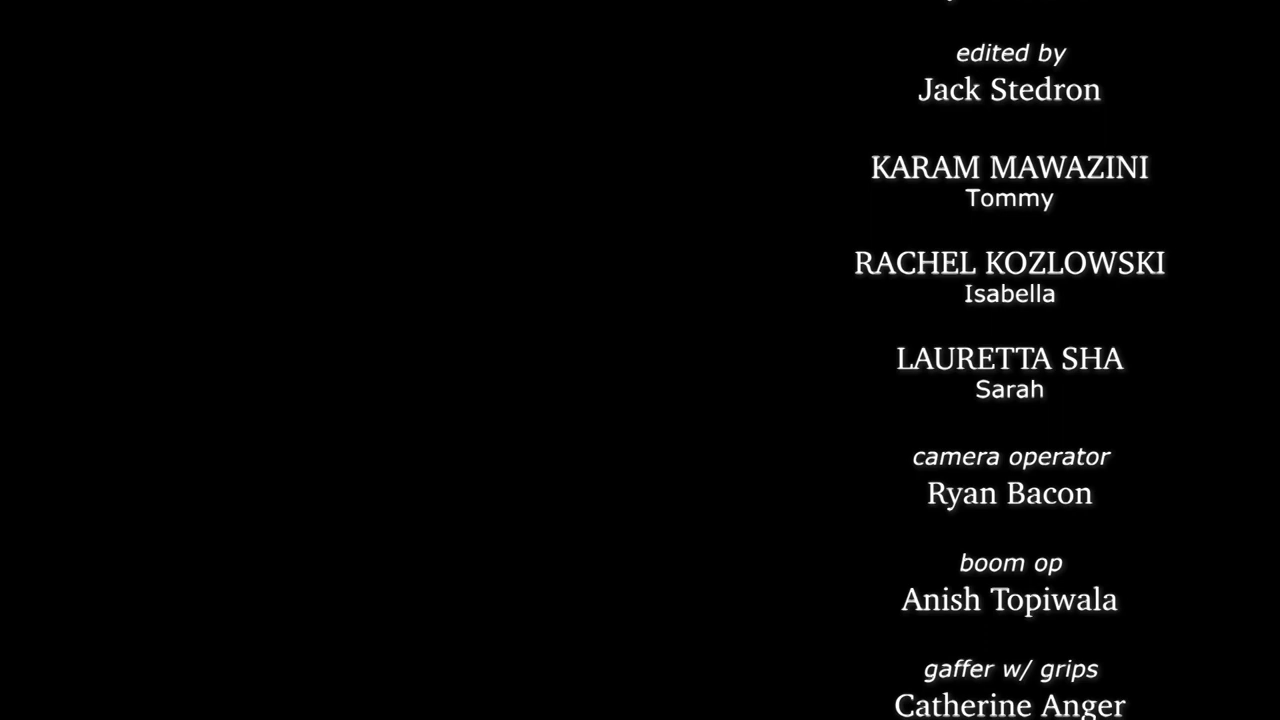 edited by
Jack Stedron
KARAM MAWAZINI
Tommy
RACHEL KOZLOWSKI
Isabella
LAURETTA SHA
Sarah
camera operator
Ryan Bacon
boom op
Anish Topiwala
gaffer w/ grips
Catherine Anger